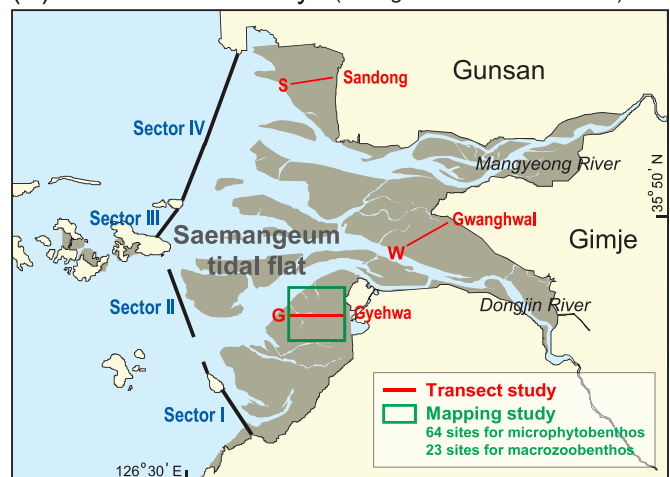 S
Sandong
Gunsan
Sector IV
Mangyeong River
35° 50' N
Sector III
Gwanghwal
Saemangeum
tidal flat
W
Gimje
Sector II
Dongjin River
G
Gyehwa
Sector I
Transect study
Mapping study
64 sites for microphytobenthos
23 sites for macrozoobenthos
126° 30' E